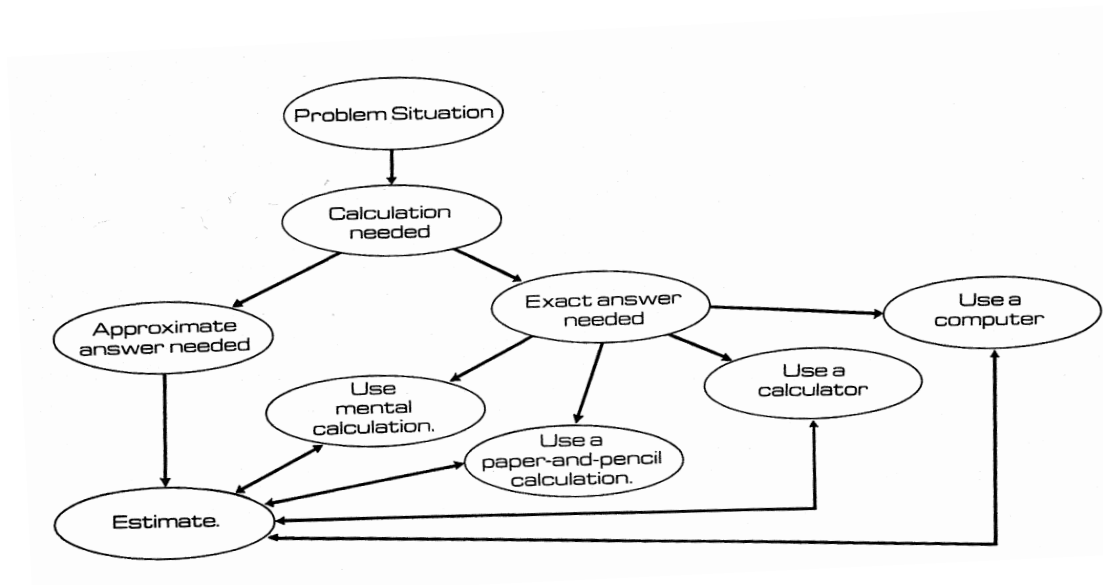 Problem Situation
Calculation
needed
Approximate
answer needed
Exact answer
needed
Use a
computer
Use
mental
calculation.
Use a
paper-and-pencil
calculation.
Use a
calculator
Estimate.